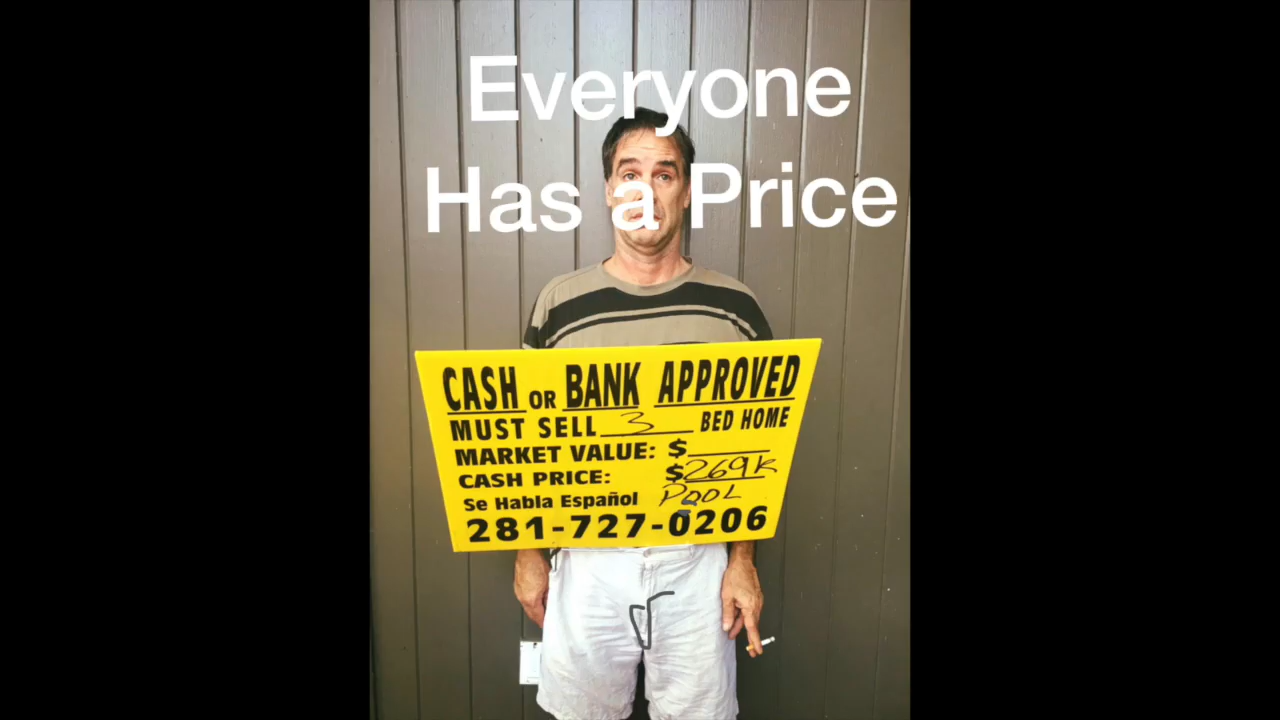 Everyone
Has a Price
CASH OR BANK APPROVED
MUST SELL 3 BED HOME
MARKET VALUE: $
CASH PRICE: $269K
Se Habla Español POOL
281-727-0206